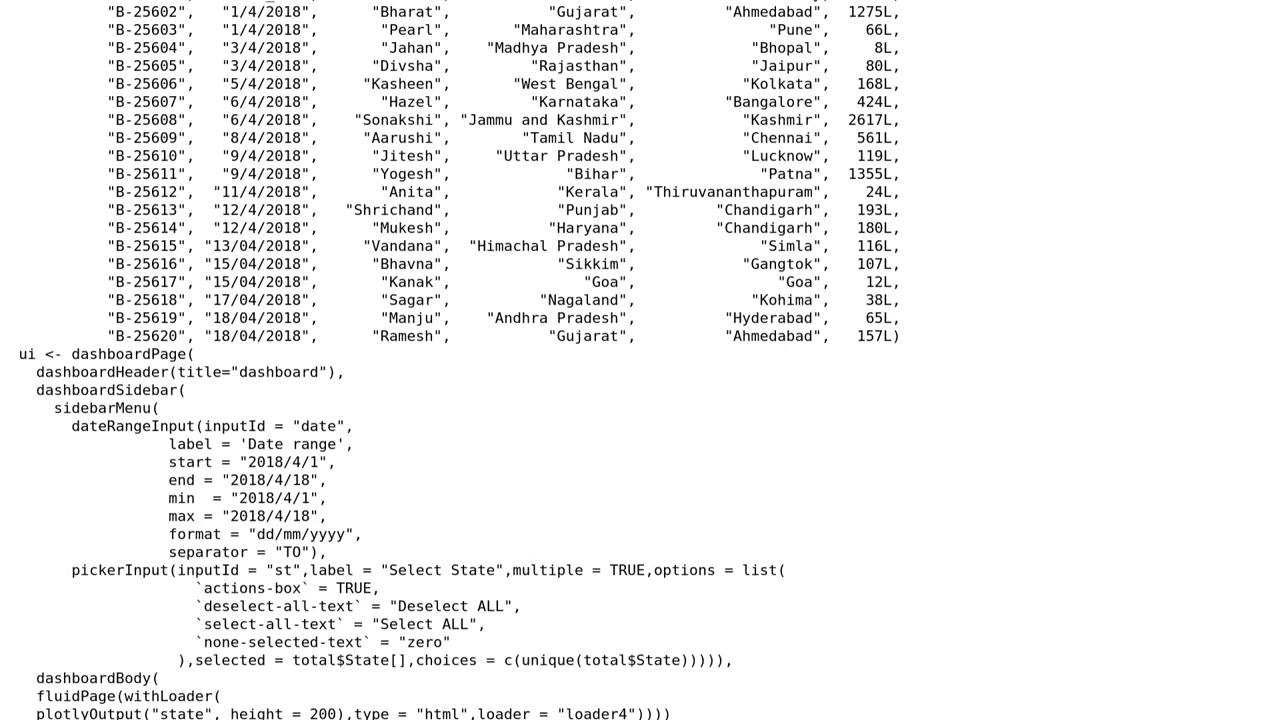 "B-25602",   "1/4/2018",      "Bharat",           "Gujarat",          "Ahmedabad",  1275L,
"B-25603",   "1/4/2018",       "Pearl",       "Maharashtra",               "Pune",    66L,
"B-25604",   "3/4/2018",       "Jahan",    "Madhya Pradesh",             "Bhopal",     8L,
"B-25605",   "3/4/2018",      "Divsha",         "Rajasthan",             "Jaipur",    80L,
"B-25606",   "5/4/2018",     "Kasheen",       "West Bengal",            "Kolkata",   168L,
"B-25607",   "6/4/2018",       "Hazel",         "Karnataka",          "Bangalore",   424L,
"B-25608",   "6/4/2018",    "Sonakshi", "Jammu and Kashmir",            "Kashmir",  2617L,
"B-25609",   "8/4/2018",     "Aarushi",        "Tamil Nadu",            "Chennai",   561L,
"B-25610",   "9/4/2018",      "Jitesh",     "Uttar Pradesh",            "Lucknow",   119L,
"B-25611",   "9/4/2018",      "Yogesh",             "Bihar",              "Patna",  1355L,
"B-25612",  "11/4/2018",       "Anita",            "Kerala", "Thiruvananthapuram",    24L,
"B-25613",  "12/4/2018",   "Shrichand",            "Punjab",         "Chandigarh",   193L,
"B-25614",  "12/4/2018",      "Mukesh",           "Haryana",         "Chandigarh",   180L,
"B-25615", "13/04/2018",     "Vandana",  "Himachal Pradesh",              "Simla",   116L,
"B-25616", "15/04/2018",      "Bhavna",            "Sikkim",            "Gangtok",   107L,
"B-25617", "15/04/2018",       "Kanak",               "Goa",                "Goa",    12L,
"B-25618", "17/04/2018",       "Sagar",          "Nagaland",             "Kohima",    38L,
"B-25619", "18/04/2018",       "Manju",    "Andhra Pradesh",          "Hyderabad",    65L,
"B-25620", "18/04/2018",      "Ramesh",           "Gujarat",          "Ahmedabad",   157L)
ui <- dashboardPage(
  dashboardHeader(title="dashboard"),
  dashboardSidebar(
    sidebarMenu(
      dateRangeInput(inputId = "date",
                 label = 'Date range',
                 start = "2018/4/1",
                 end = "2018/4/18",
                 min  = "2018/4/1",
                 max = "2018/4/18",
                 format = "dd/mm/yyyy",
                 separator = "TO"),
      pickerInput(inputId = "st",label = "Select State",multiple = TRUE,options = list(
                    `actions-box` = TRUE,
                    `deselect-all-text` = "Deselect ALL",
                    `select-all-text` = "Select ALL",
                    `none-selected-text` = "zero"
                  ),selected = total$State[],choices = c(unique(total$State))))),
  dashboardBody(
  fluidPage(withLoader(
  plotlyOutput("state", height = 200),type = "html",loader = "loader4"))))